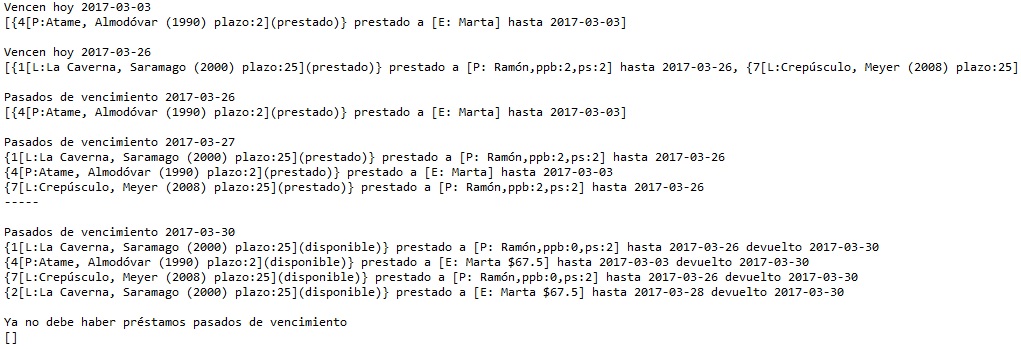 Vencen hoy 2017-03-03
[{4[P:Atame, Almodóvar (1990) plazo:2](prestado)} prestado a [E: Marta] hasta 2017-03-03]
Vencen hoy 2017-03-26
[{1[L:La Caverna, Saramago (2000) plazo:25](prestado)} prestado a [P: Ramón,ppb:2,ps:2] hasta 2017-03-26, {7[L:Crepúsculo, Meyer (2008) plazo:25]
Pasados de vencimiento 2017-03-26
[{4[P:Atame, Almodóvar (1990) plazo:2](prestado)} prestado a [E: Marta] hasta 2017-03-03]
Pasados de vencimiento 2017-03-27
{1[L:La Caverna, Saramago (2000) plazo:25](prestado)} prestado a [P: Ramón,ppb:2,ps:2] hasta 2017-03-26
{4[P:Atame, Almodóvar (1990) plazo:2](prestado)} prestado a [E: Marta] hasta 2017-03-03
{7[L:Crepúsculo, Meyer (2008) plazo:25](prestado)} prestado a [P: Ramón,ppb:2,ps:2] hasta 2017-03-26
-----
Pasados de vencimiento 2017-03-30
{1[L:La Caverna, Saramago (2000) plazo:25](disponible)} prestado a [P: Ramón,ppb:0,ps:2] hasta 2017-03-26 devuelto 2017-03-30
{4[P:Atame, Almodóvar (1990) plazo:2](disponible)} prestado a [E: Marta $67.5] hasta 2017-03-03 devuelto 2017-03-30
{7[L:Crepúsculo, Meyer (2008) plazo:25](disponible)} prestado a [P: Ramón,ppb:0,ps:2] hasta 2017-03-26 devuelto 2017-03-30
{2[L:La Caverna, Saramago (2000) plazo:25](disponible)} prestado a [E: Marta $67.5] hasta 2017-03-28 devuelto 2017-03-30
Ya no debe haber préstamos pasados de vencimiento
[]